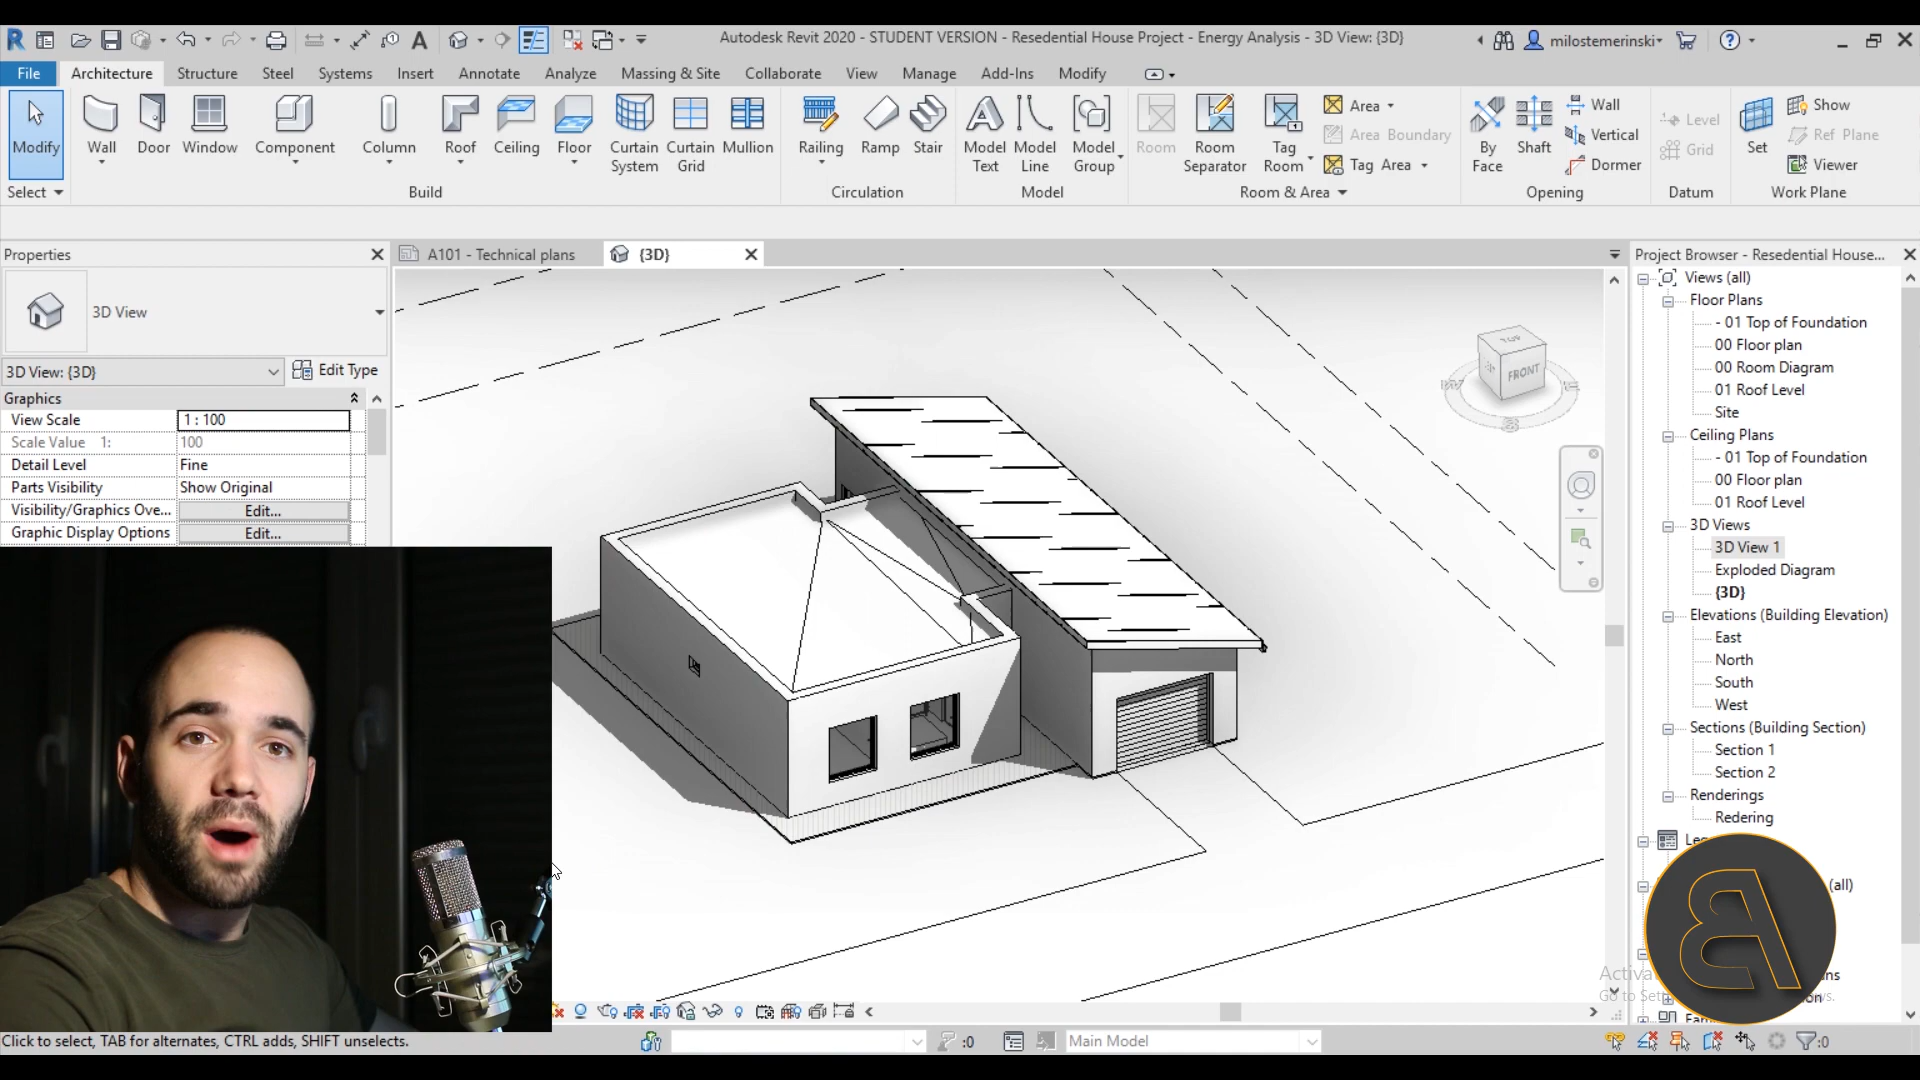 Autodesk Revit 2020 - STUDENT VERSION - Resedential House Project - Energy Analysis - 3D View: {3D}
milostemerinski
File Architecture Structure Steel Systems Insert Annotate Analyze Massing & Site Collaborate View Manage Add-Ins Modify
Modify
Wall
Door
Window
Component
Column
Roof
Ceiling
Floor
Curtain System
Curtain Grid
Mullion
Railing
Ramp
Stair
Model Text
Model Line
Model Group
Room
Room Separator
Tag Room
Area
Area Boundary
Tag Area
By Face
Shaft
Wall
Vertical
Dormer
Level
Grid
Set
Show
Ref Plane
Viewer
Select
Build
Circulation
Model
Room & Area
Opening
Datum
Work Plane
Properties
3D View
3D View: {3D}
Edit Type
Graphics
View Scale 1 : 100
Scale Value 1: 100
Detail Level Fine
Parts Visibility Show Original
Visibility/Graphics Ove... Edit...
Graphic Display Options Edit...
A101 - Technical plans
{3D}
TOP
FRONT
Project Browser - Resedential House...
Views (all)
Floor Plans
- 01 Top of Foundation
00 Floor plan
00 Room Diagram
01 Roof Level
Site
Ceiling Plans
- 01 Top of Foundation
00 Floor plan
01 Roof Level
3D Views
3D View 1
Exploded Diagram
{3D}
Elevations (Building Elevation)
East
North
South
West
Sections (Building Section)
Section 1
Section 2
Renderings
Redering
(all)
Click to select, TAB for alternates, CTRL adds, SHIFT unselects.
:0
Main Model
:0